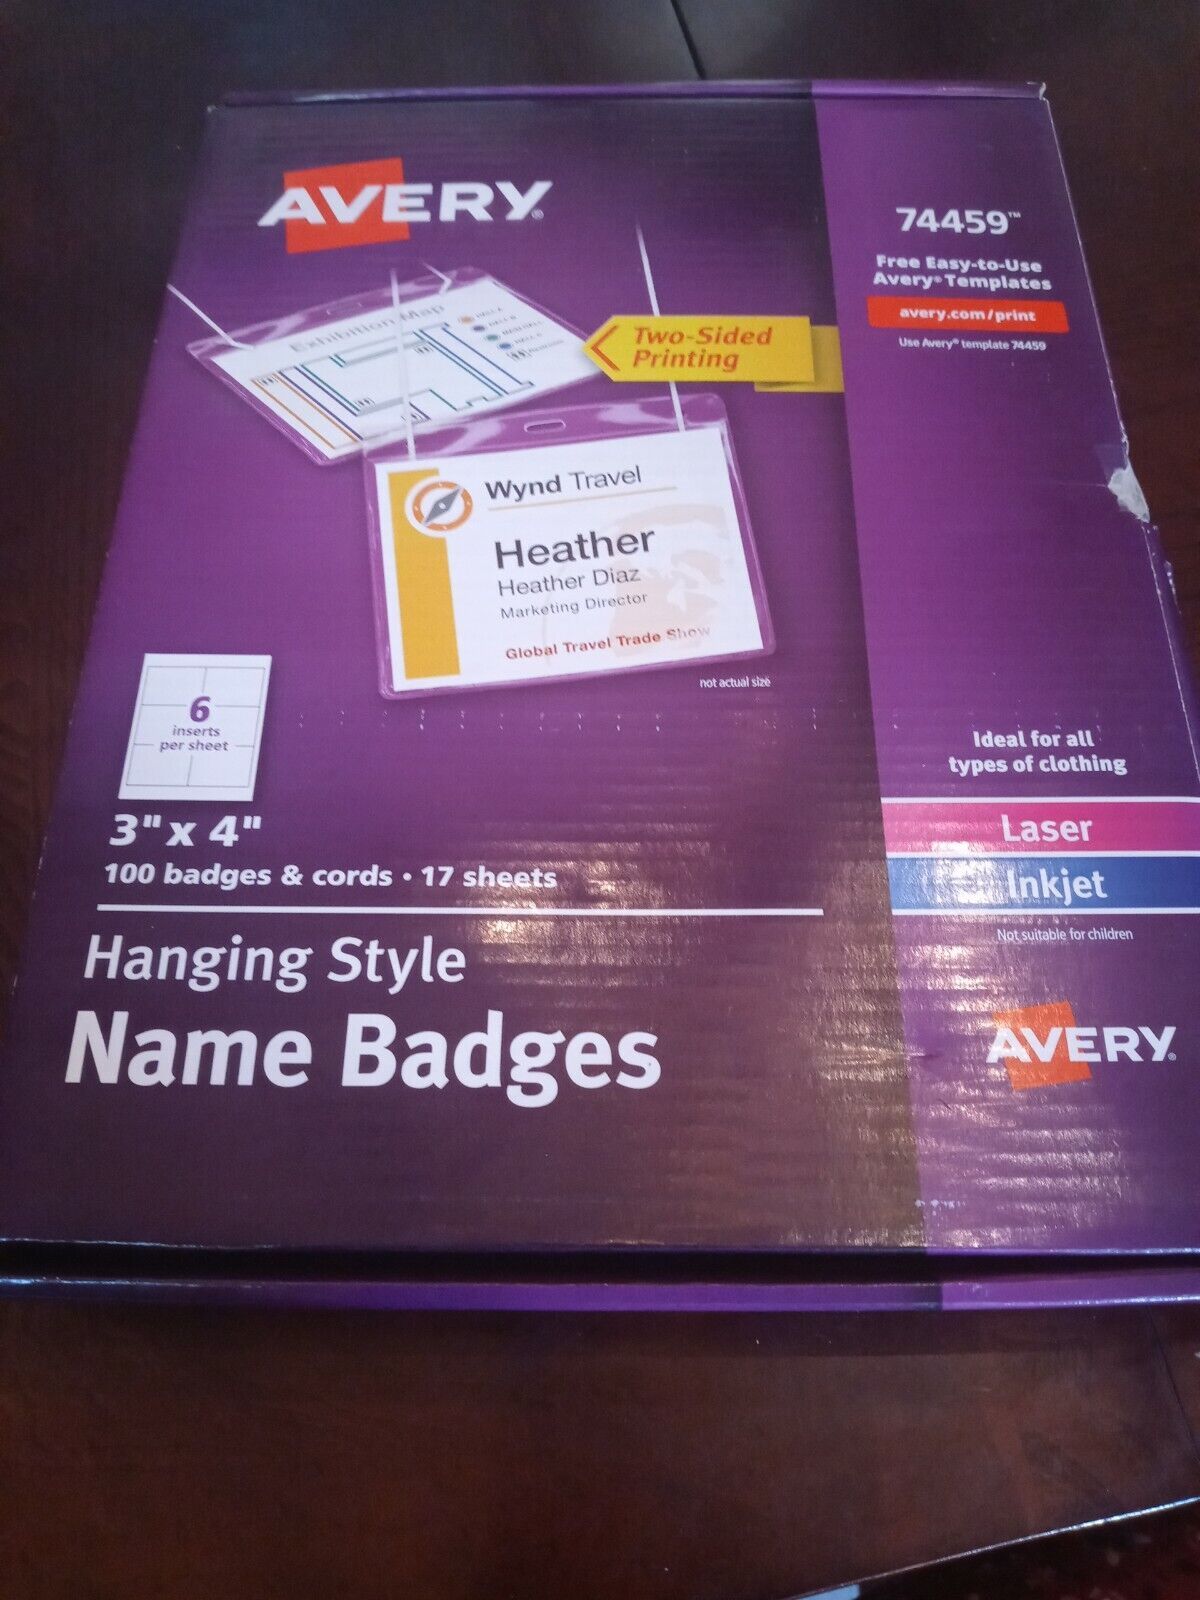 AVERY®
74459™
Free Easy-to-Use
Avery® Templates
avery.com/print
Use Avery® template 74459
Exhibition Map
Two-Sided
Printing
Wynd Travel
Heather
Heather Diaz
Marketing Director
Global Travel Trade Show
not actual size
6
inserts
per sheet
3" x 4"
100 badges & cords • 17 sheets
Hanging Style
Name Badges
Ideal for all
types of clothing
Laser
Inkjet
Not suitable for children
AVERY®